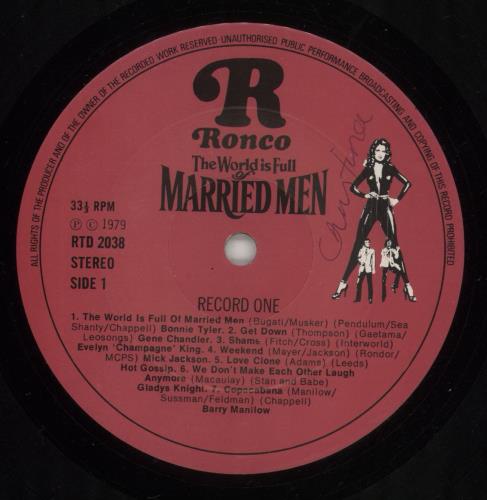 ALL RIGHTS OF THE PRODUCER AND OF THE OWNER OF THE RECORDED WORK RESERVED·UNAUTHORISED PUBLIC PERFORMANCE BROADCASTING AND COPYING OF THIS RECORD PROHIBITED
R
Ronco
The World is Full
of
MARRIED MEN
Christina
33⅓ RPM
Ⓟ © 1979
RTD 2038
STEREO
SIDE 1
RECORD ONE
1. The World Is Full Of Married Men (Bugati/Musker) (Pendulum/Sea
Shanty/Chappell) Bonnie Tyler. 2. Get Down (Thompson) (Gaetama/
Leosongs) Gene Chandler. 3. Shame (Fitch/Cross) (Interworld)
Evelyn 'Champagne' King. 4. Weekend (Mayer/Jackson) (Rondor/
MCPS) Mick Jackson. 5. Love Clone (Adams) (Leeds)
Hot Gossip. 6. We Don't Make Each Other Laugh
Anymore (Macaulay) (Stan and Babe)
Gladys Knight. 7. Copacabana (Manilow/
Sussman/Feldman) (Chappell)
Barry Manilow